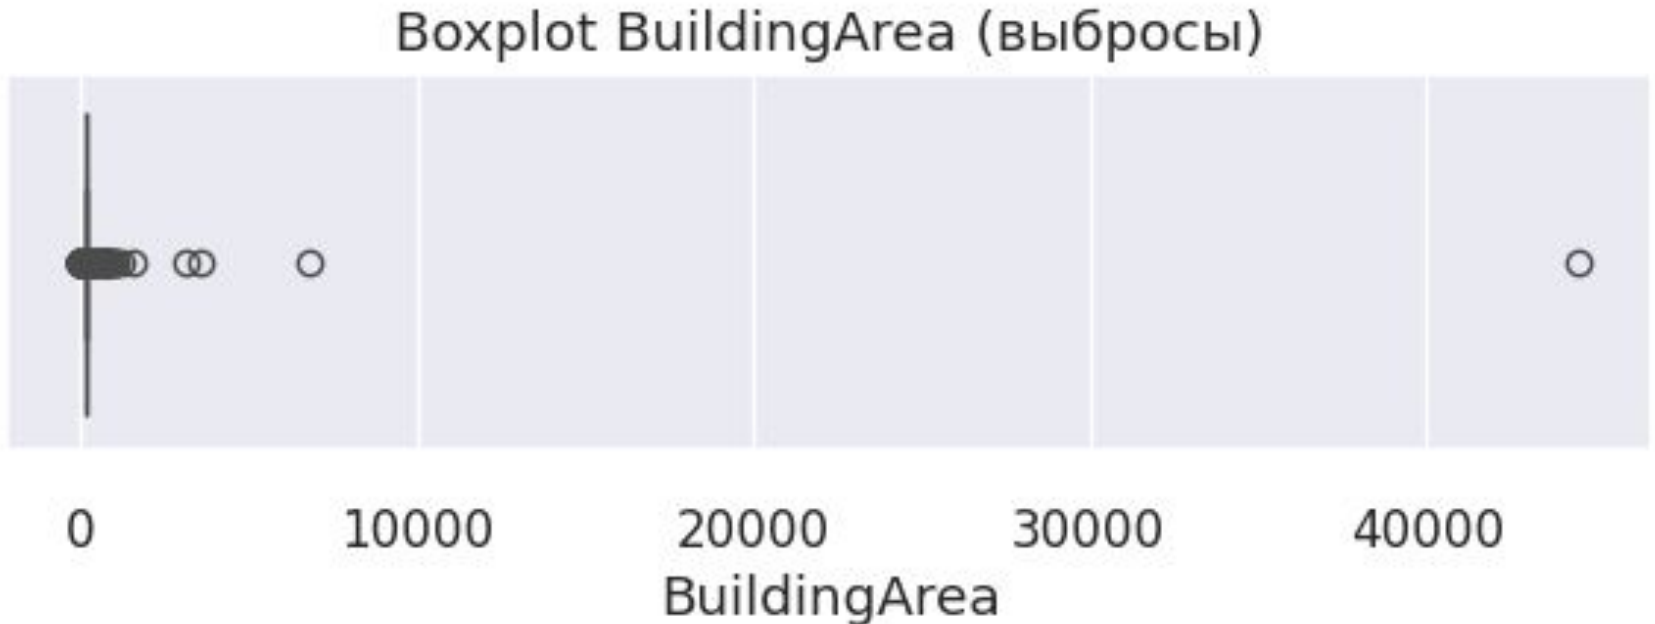 Boxplot BuildingArea (выбросы)
0 10000 20000 30000 40000
BuildingArea